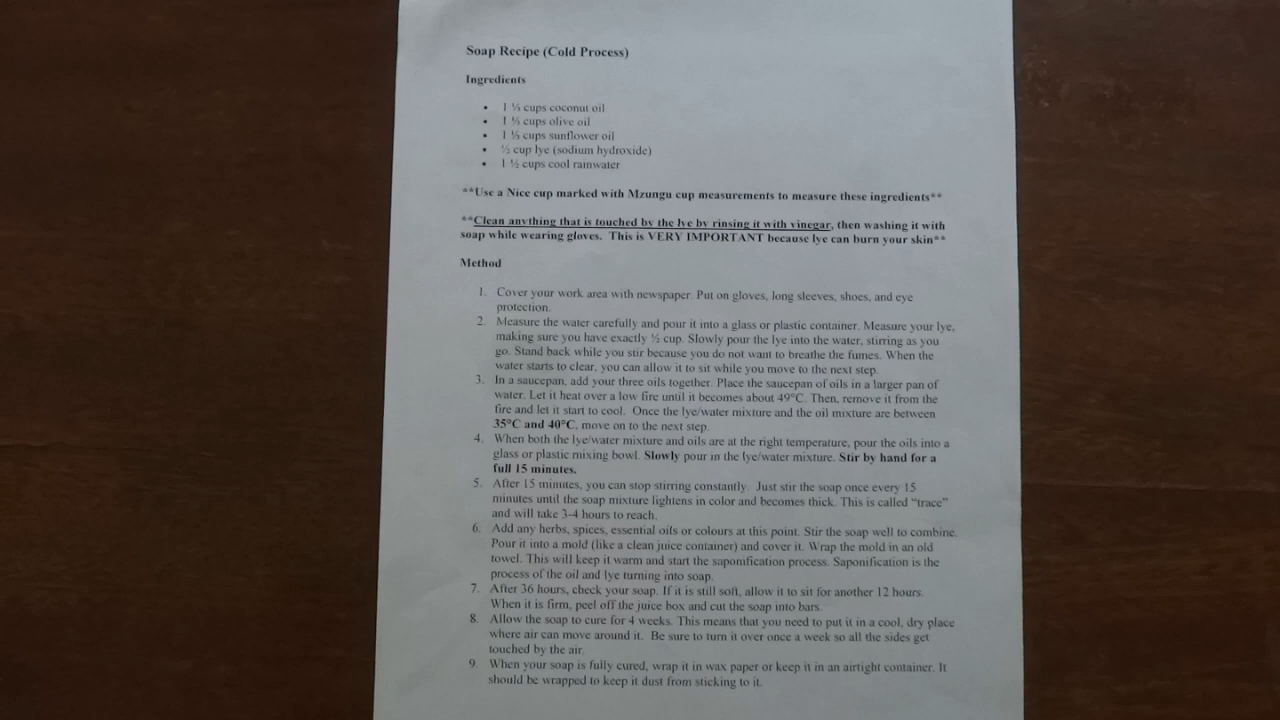 Soap Recipe (Cold Process)
Ingredients
• 1 ⅓ cups coconut oil
• 1 ⅓ cups olive oil
• 1 ⅓ cups sunflower oil
• ½ cup lye (sodium hydroxide)
• 1 ½ cups cool rainwater
**Use a Nice cup marked with Mzungu cup measurements to measure these ingredients**
**Clean anything that is touched by the lye by rinsing it with vinegar, then washing it with
soap while wearing gloves. This is VERY IMPORTANT because lye can burn your skin**
Method
1. Cover your work area with newspaper. Put on gloves, long sleeves, shoes, and eye
protection.
2. Measure the water carefully and pour it into a glass or plastic container. Measure your lye,
making sure you have exactly ½ cup. Slowly pour the lye into the water, stirring as you
go. Stand back while you stir because you do not want to breathe the fumes. When the
water starts to clear, you can allow it to sit while you move to the next step.
3. In a saucepan, add your three oils together. Place the saucepan of oils in a larger pan of
water. Let it heat over a low fire until it becomes about 49°C. Then, remove it from the
fire and let it start to cool. Once the lye/water mixture and the oil mixture are between
35°C and 40°C, move on to the next step.
4. When both the lye/water mixture and oils are at the right temperature, pour the oils into a
glass or plastic mixing bowl. Slowly pour in the lye/water mixture. Stir by hand for a
full 15 minutes.
5. After 15 minutes, you can stop stirring constantly. Just stir the soap once every 15
minutes until the soap mixture lightens in color and becomes thick. This is called “trace”
and will take 3-4 hours to reach.
6. Add any herbs, spices, essential oils or colours at this point. Stir the soap well to combine.
Pour it into a mold (like a clean juice container) and cover it. Wrap the mold in an old
towel. This will keep it warm and start the saponification process. Saponification is the
process of the oil and lye turning into soap.
7. After 36 hours, check your soap. If it is still soft, allow it to sit for another 12 hours.
When it is firm, peel off the juice box and cut the soap into bars.
8. Allow the soap to cure for 4 weeks. This means that you need to put it in a cool, dry place
where air can move around it. Be sure to turn it over once a week so all the sides get
touched by the air.
9. When your soap is fully cured, wrap it in wax paper or keep it in an airtight container. It
should be wrapped to keep it dust from sticking to it.